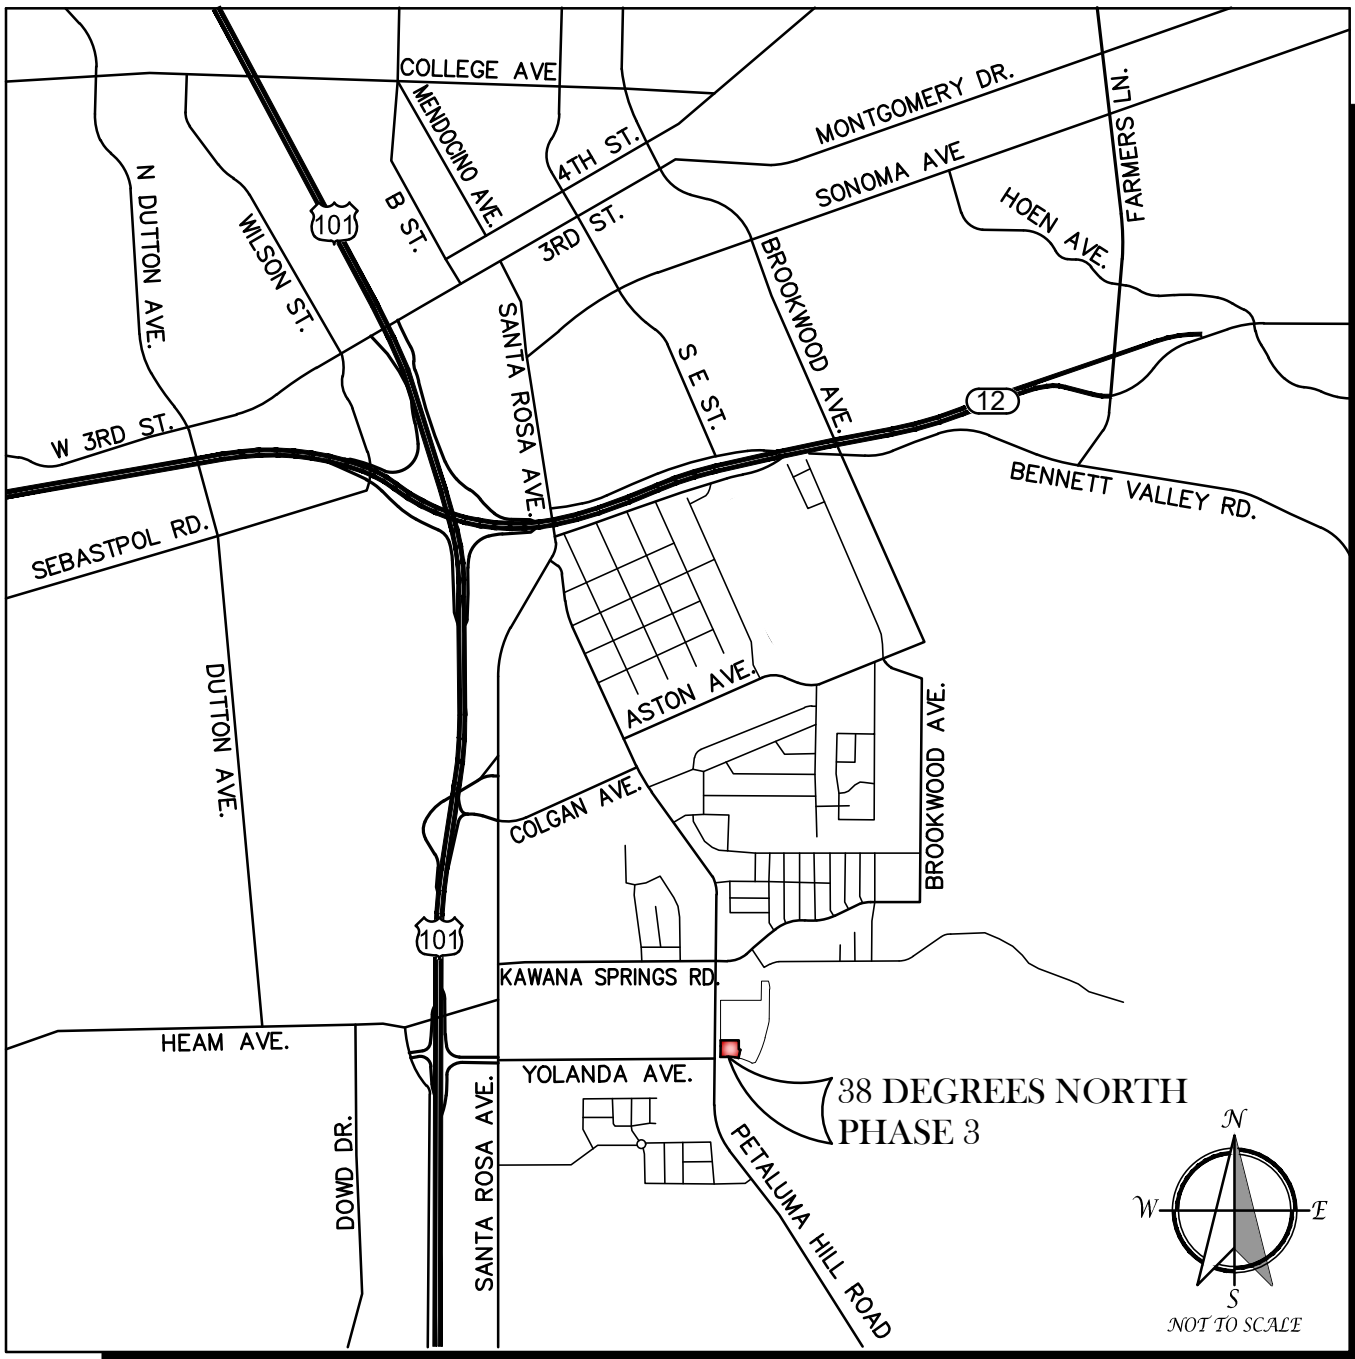 COLLEGE AVE
MENDOCINO AVE.
4TH ST.
MONTGOMERY DR.
FARMERS LN.
SONOMA AVE
N DUTTON AVE.
WILSON ST.
101
B ST.
3RD ST.
HOEN AVE.
BROOKWOOD AVE.
SANTA ROSA AVE.
S E ST.
12
W 3RD ST.
BENNETT VALLEY RD.
SEBASTPOL RD.
DUTTON AVE.
ASTON AVE.
BROOKWOOD AVE.
COLGAN AVE.
101
KAWANA SPRINGS RD.
HEAM AVE.
YOLANDA AVE.
38 DEGREES NORTH
PHASE 3
DOWD DR.
SANTA ROSA AVE.
PETALUMA HILL ROAD
N
W
E
S
NOT TO SCALE